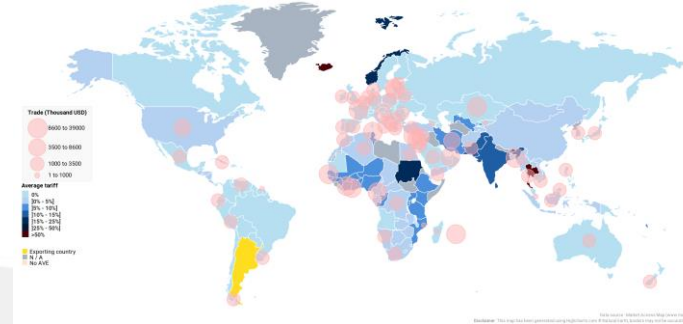 Trade (Thousand USD)
8600 to 39000
3500 to 8600
1000 to 3500
1 to 1000
Average tariff
0%
]0% - 5%]
]5% - 10%]
]10% - 15%]
]15% - 25%]
]25% - 50%]
>50%
Exporting country
N / A
No AVE